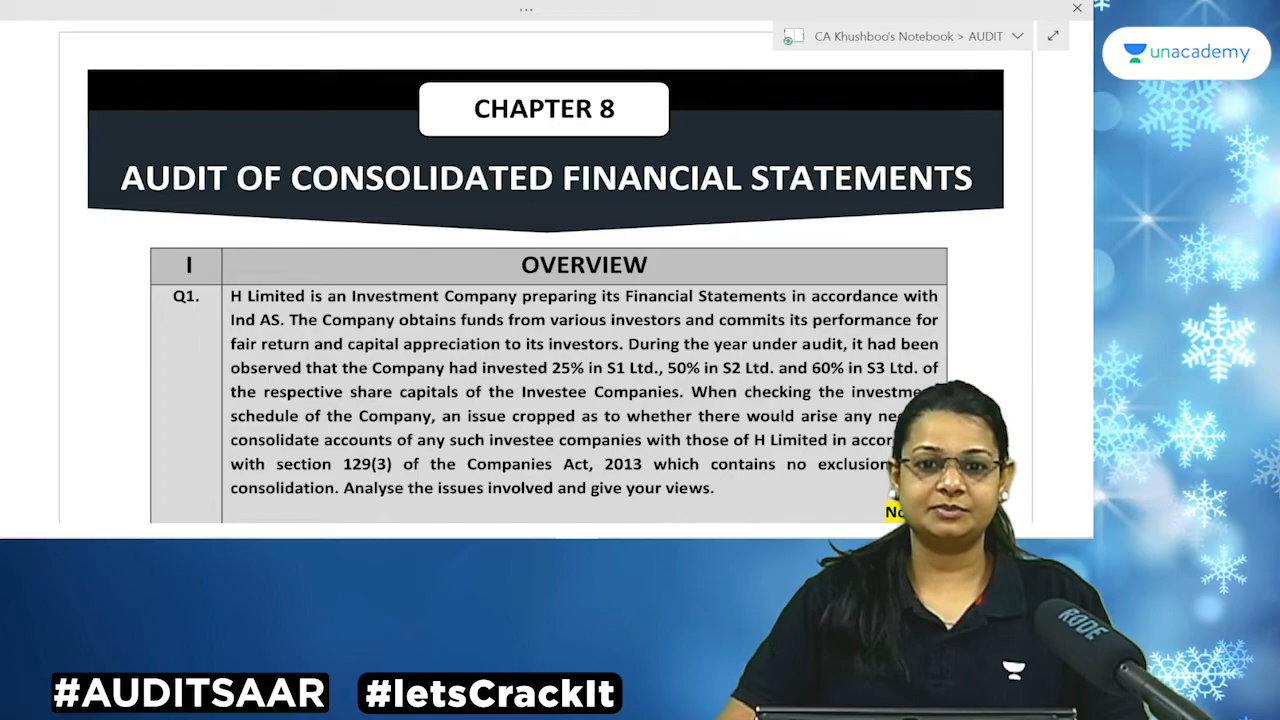 CA Khushboo's Notebook > AUDIT
unacademy
CHAPTER 8
AUDIT OF CONSOLIDATED FINANCIAL STATEMENTS
I OVERVIEW
Q1. H Limited is an Investment Company preparing its Financial Statements in accordance with
Ind AS. The Company obtains funds from various investors and commits its performance for
fair return and capital appreciation to its investors. During the year under audit, it had been
observed that the Company had invested 25% in S1 Ltd., 50% in S2 Ltd. and 60% in S3 Ltd. of
the respective share capitals of the Investee Companies. When checking the investment
schedule of the Company, an issue cropped as to whether there would arise any
consolidate accounts of any such investee companies with those of H Limited in
with section 129(3) of the Companies Act, 2013 which contains no
consolidation. Analyse the issues involved and give your views.
RODE
#AUDITSAAR #letsCrackIt